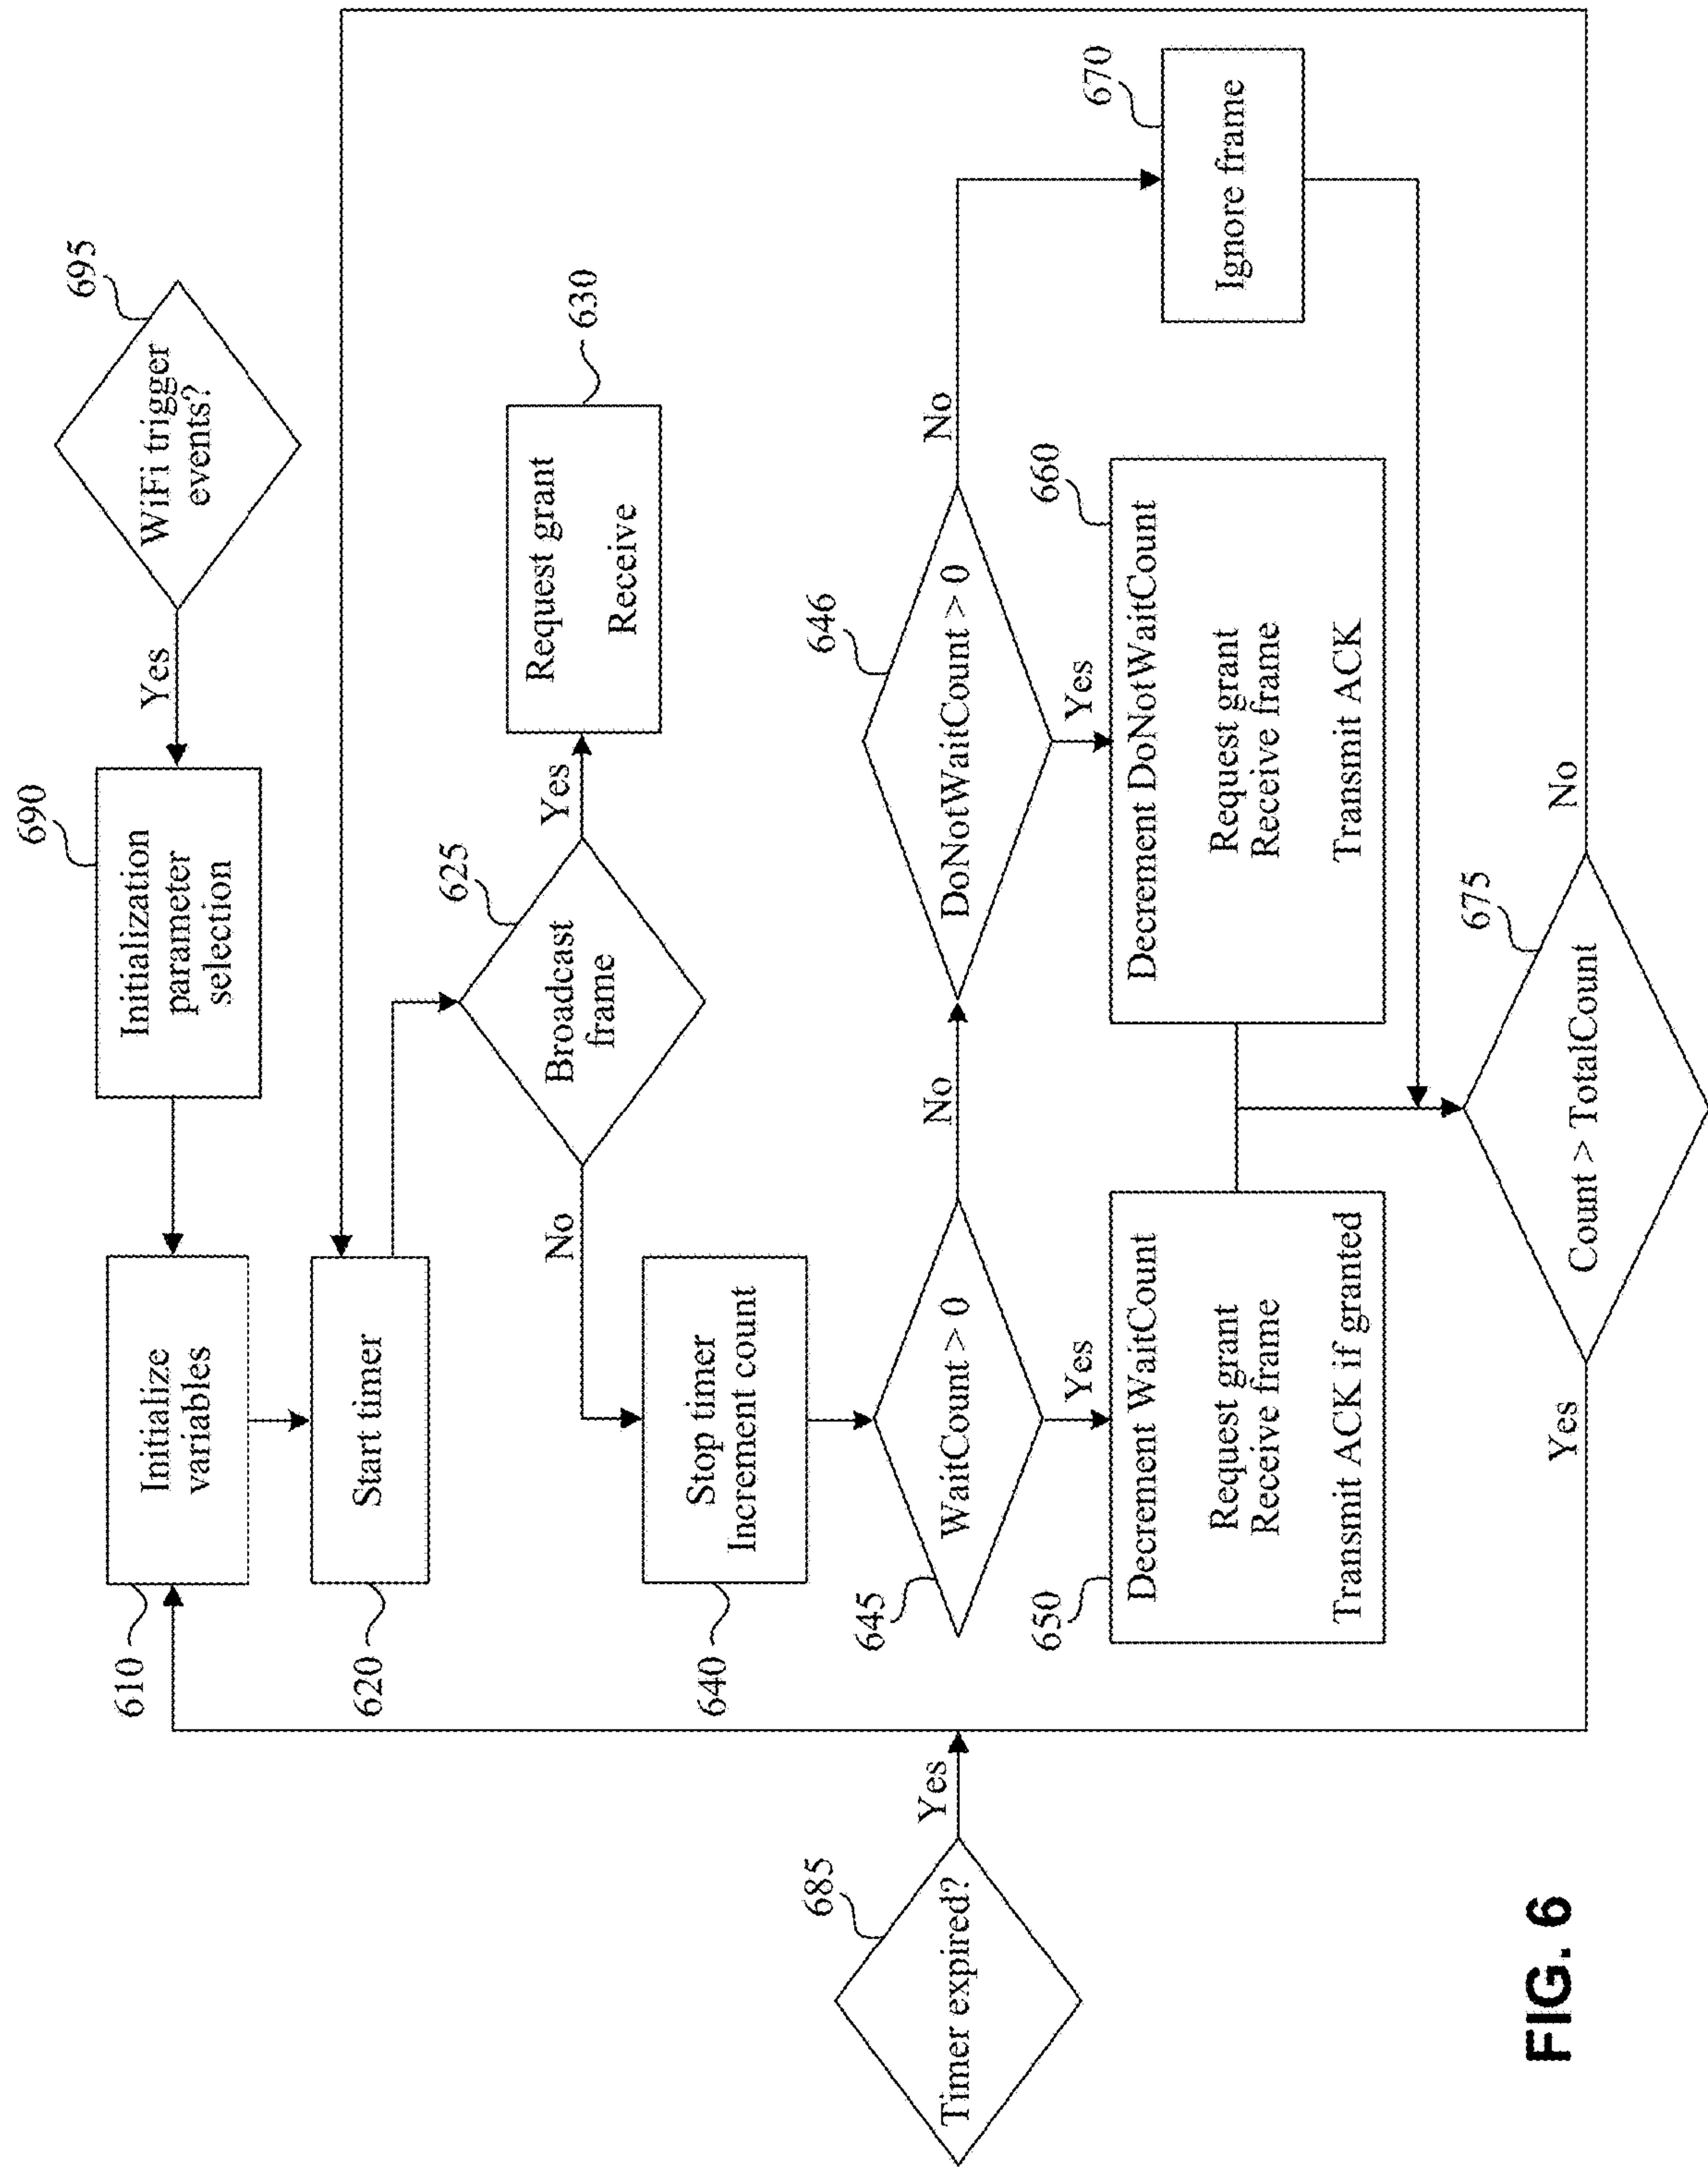 695
WiFi trigger
events?
Yes
690
Initialization
parameter
selection
610
Initialize
variables
620
Start timer
625
Broadcast
frame
Yes
630
Request grant
Receive
No
640
Stop timer
Increment count
645
WaitCount > 0
No
646
DoNotWaitCount > 0
No
670
Ignore frame
Yes
650
Decrement WaitCount
Request grant
Receive frame
Transmit ACK if granted
Yes
660
Decrement DoNotWaitCount
Request grant
Receive frame
Transmit ACK
675
Count > TotalCount
No
Yes
685
Timer expired?
Yes
FIG. 6